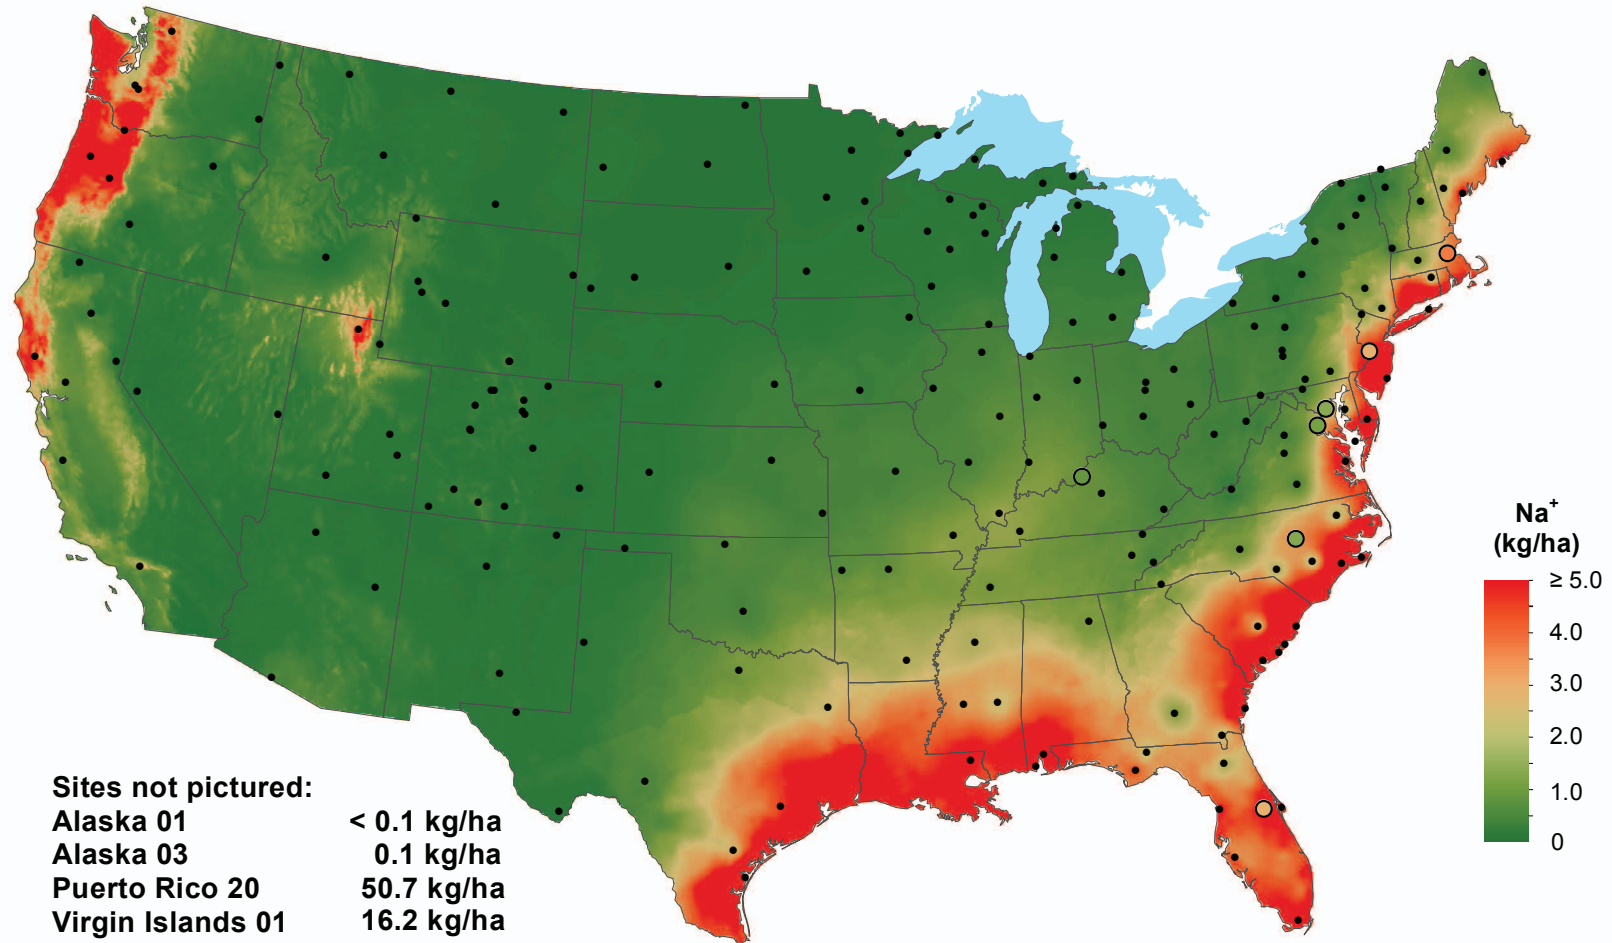 Na+
(kg/ha)
≥ 5.0
4.0
3.0
2.0
1.0
0
Sites not pictured:
Alaska 01 < 0.1 kg/ha
Alaska 03 0.1 kg/ha
Puerto Rico 20 50.7 kg/ha
Virgin Islands 01 16.2 kg/ha